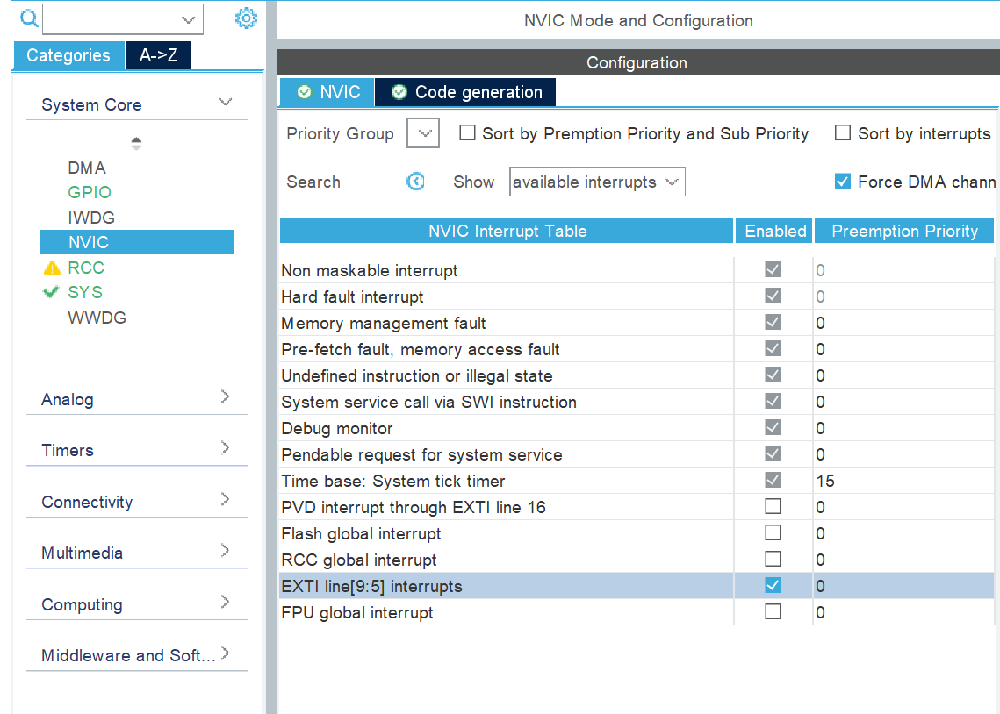 NVIC Mode and Configuration
Categories A->Z
Configuration
System Core
NVIC Code generation
Priority Group Sort by Premption Priority and Sub Priority Sort by interrupts
Search Show available interrupts Force DMA chann
DMA
GPIO
IWDG
NVIC
RCC
SYS
WWDG
Analog
Timers
Connectivity
Multimedia
Computing
Middleware and Soft...
NVIC Interrupt Table Enabled Preemption Priority
Non maskable interrupt 0
Hard fault interrupt 0
Memory management fault 0
Pre-fetch fault, memory access fault 0
Undefined instruction or illegal state 0
System service call via SWI instruction 0
Debug monitor 0
Pendable request for system service 0
Time base: System tick timer 15
PVD interrupt through EXTI line 16 0
Flash global interrupt 0
RCC global interrupt 0
EXTI line[9:5] interrupts 0
FPU global interrupt 0